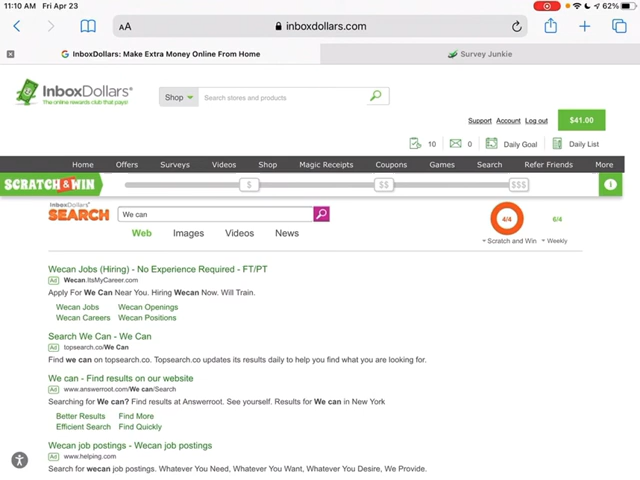 11:10 AM Fri Apr 23
62%
AA
inboxdollars.com
InboxDollars: Make Extra Money Online From Home
Survey Junkie
InboxDollars®
The online rewards club that pays!
Shop
Search stores and products
Support Account Log out
$41.00
10
0
Daily Goal
Daily List
Home Offers Surveys Videos Shop Magic Receipts Coupons Games Search Refer Friends More
SCRATCH & WIN
$
$$
$$$
InboxDollars®
SEARCH
We can
Web Images Videos News
4/4
6/4
Scratch and Win Weekly
Wecan Jobs (Hiring) - No Experience Required - FT/PT
Ad Wecan.ItsMyCareer.com
Apply For We Can Near You. Hiring Wecan Now. Will Train.
Wecan Jobs Wecan Openings
Wecan Careers Wecan Positions
Search We Can - We Can
Ad topsearch.co/We Can
Find we can on topsearch.co. Topsearch.co updates its results daily to help you find what you are looking for.
We can - Find results on our website
Ad www.answerroot.com/We can/Search
Searching for We can? Find results at Answerroot. See yourself. Results for We can in New York
Better Results Find More
Efficient Search Find Quickly
Wecan job postings - Wecan job postings
Ad www.helping.com
Search for wecan job postings. Whatever You Need, Whatever You Want, Whatever You Desire, We Provide.